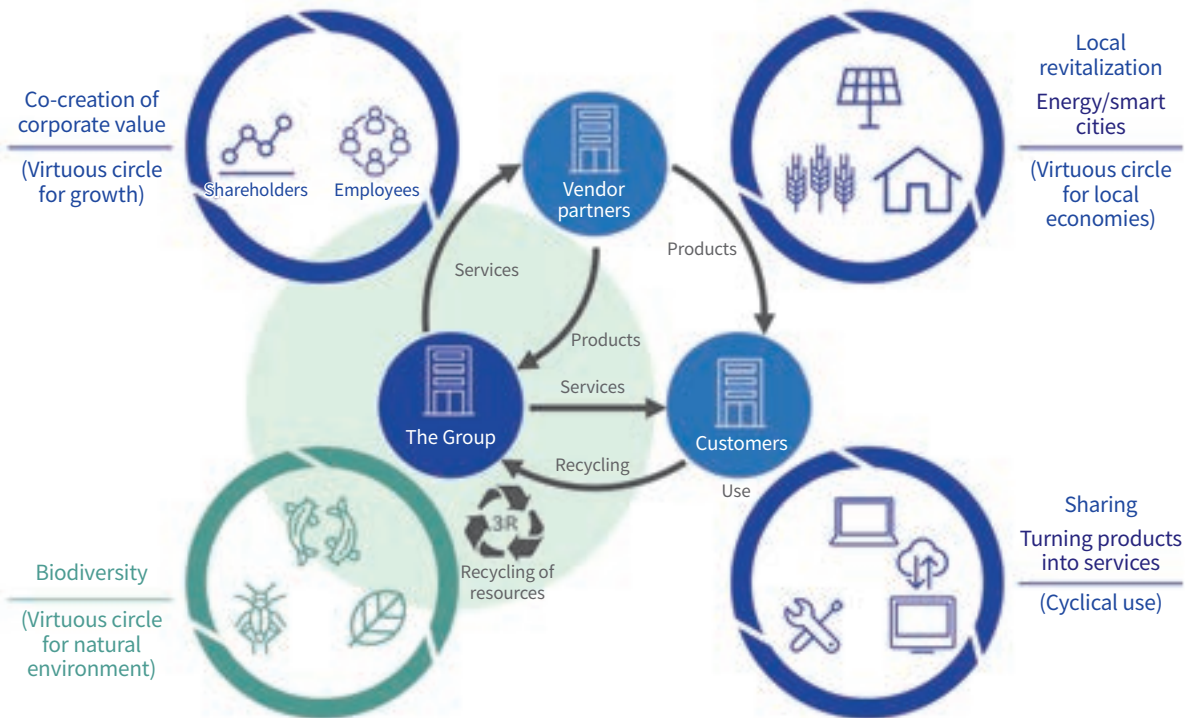 Co-creation of
corporate value
(Virtuous circle
for growth)
Shareholders
Employees
Vendor
partners
Local
revitalization
Energy/smart
cities
(Virtuous circle
for local
economies)
Services
Products
Products
Services
The Group
Customers
Recycling
Use
3R
Recycling of
resources
Biodiversity
(Virtuous circle
for natural
environment)
Sharing
Turning products
into services
(Cyclical use)